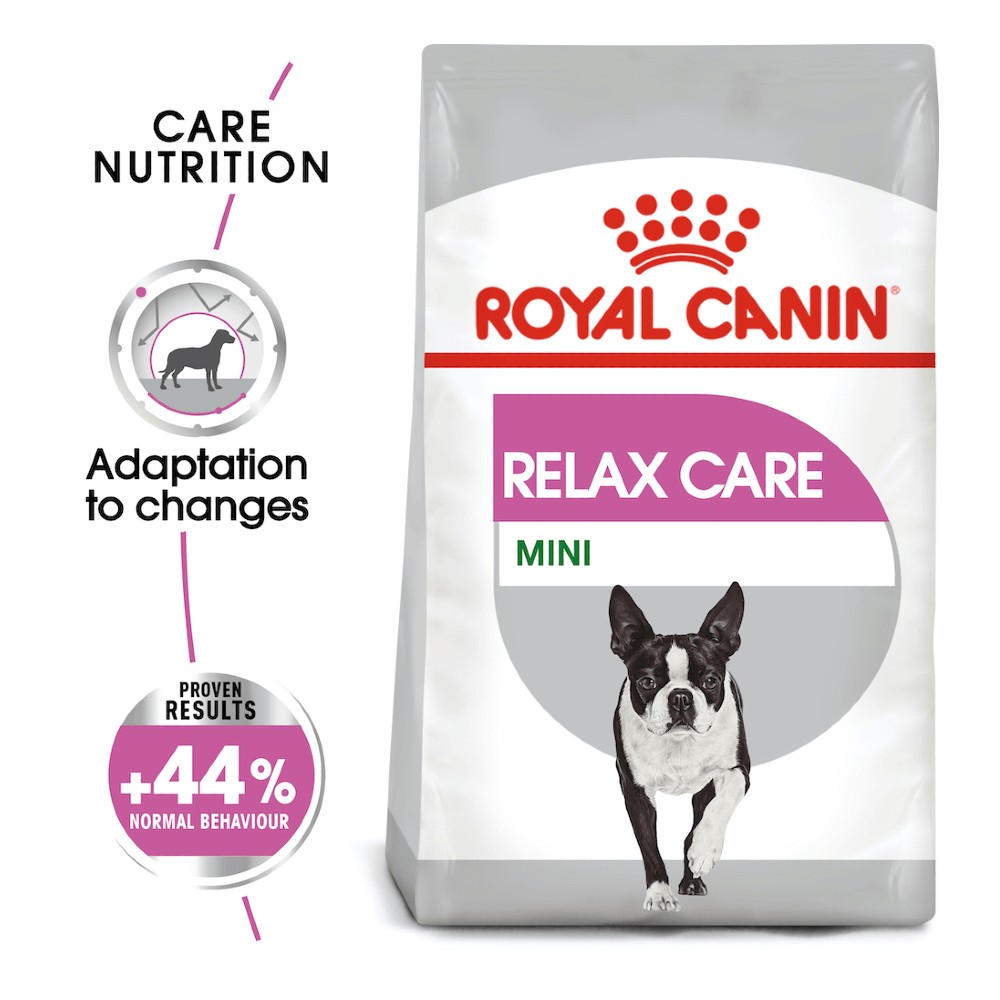 CARE
NUTRITION
Adaptation
to changes
PROVEN
RESULTS
+44%
NORMAL BEHAVIOUR
ROYAL CANIN®
RELAX CARE
MINI